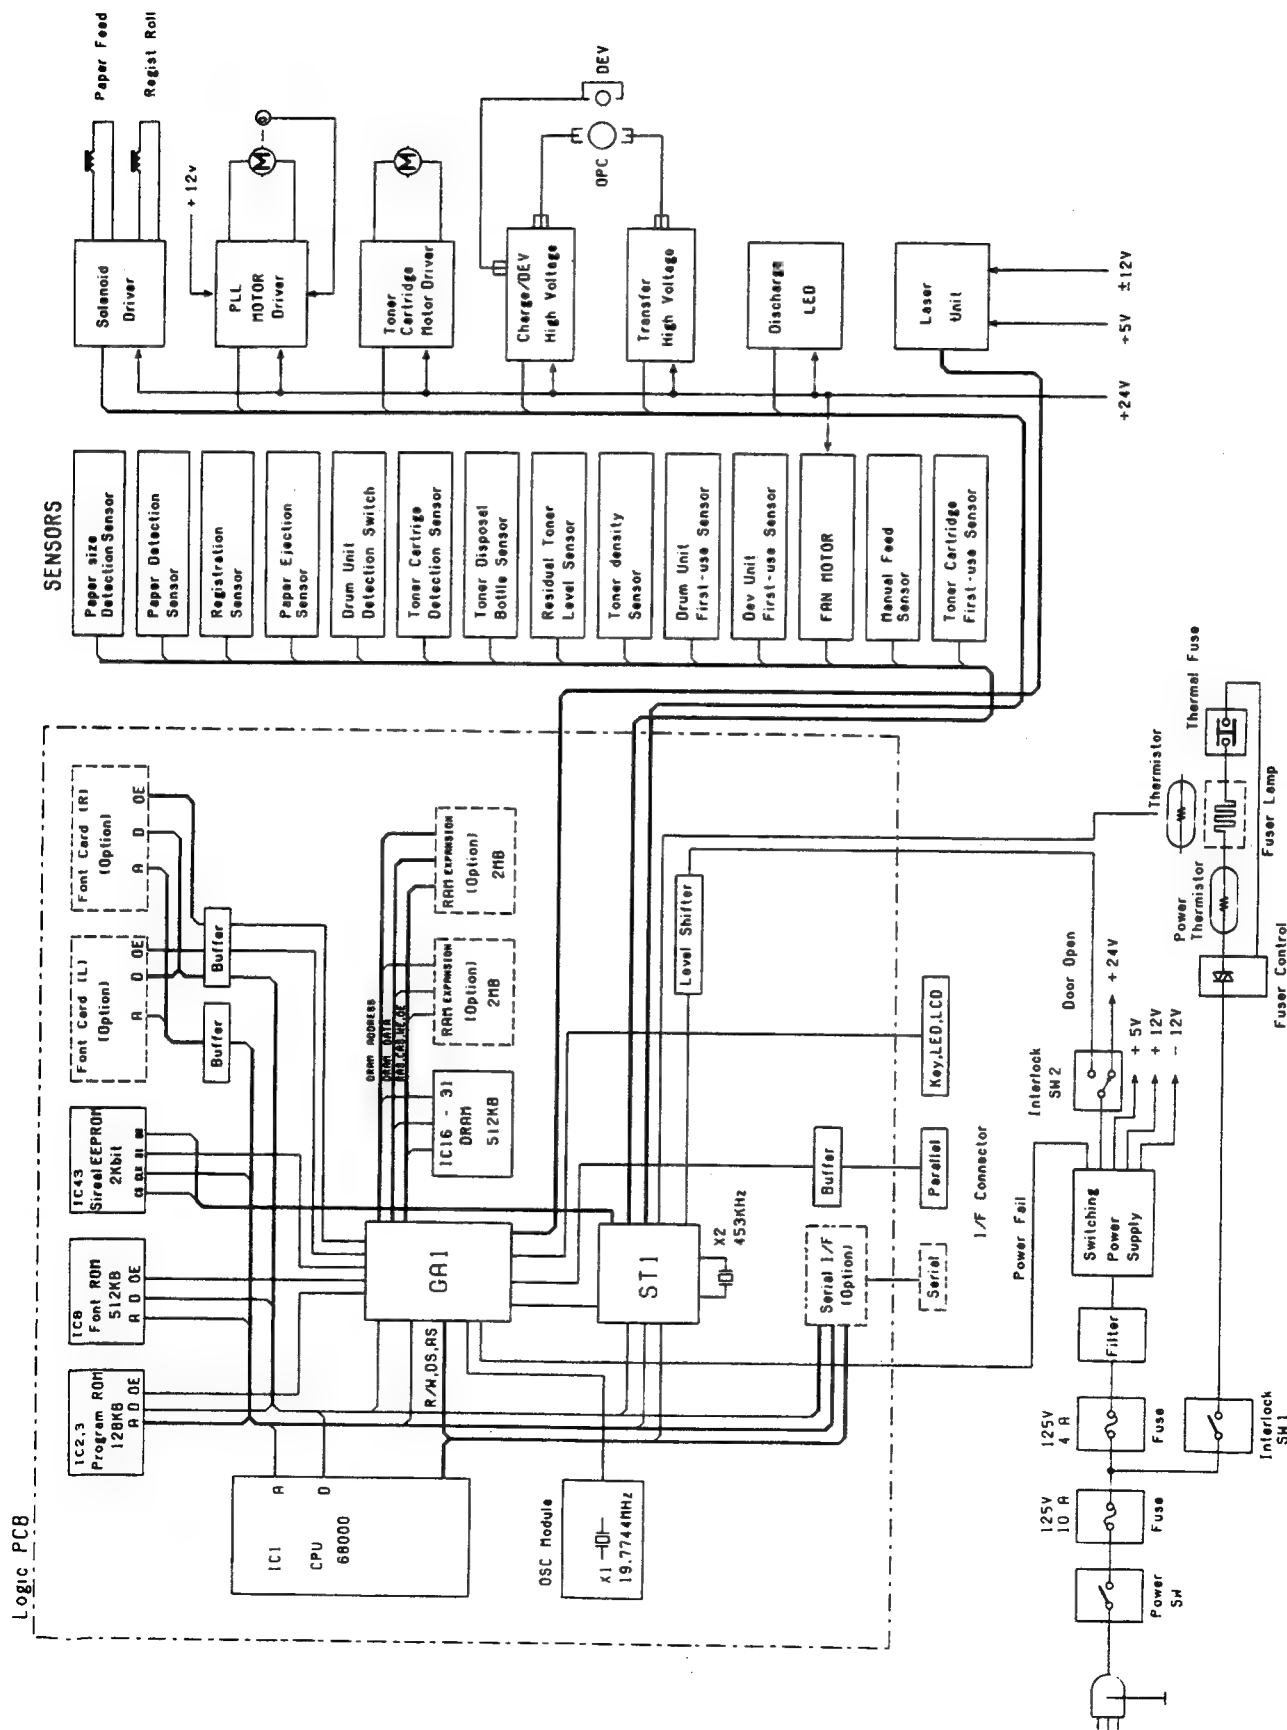 Logic PCB
IC2,3
Program ROM
128KB
A D OE
IC8
Font ROM
512KB
A D OE
IC43
Sireal EEPROM
2Kbit
CS CLK DI DO
Font Card (L)
(Option)
A D OE
Font Card (R)
(Option)
A D OE
Buffer
Buffer
IC1
CPU
68000
A
D
R/W,DS,AS
GA1
DRAM ADDRESS
DRAM DATA
IC16 - 31
DRAM
512KB
RAM EXPANSION
(Option)
2MB
RAM EXPANSION
(Option)
2MB
OSC Module
X1
19.7744MHz
ST1
X2
453KHz
Level Shifter
Serial I/F
(Option)
Buffer
Serial
Parallel
Key,LED,LCD
I/F Connector
SENSORS
Paper size
Detection Sensor
Paper Detection
Sensor
Registration
Sensor
Paper Ejection
Sensor
Drum Unit
Detection Switch
Toner Cartrige
Detection Sensor
Toner Disposal
Botlle Sensor
Residual Toner
Level Sensor
Toner density
Sensor
Drum Unit
First-use Sensor
Dev Unit
First-use Sensor
FAN MOTOR
Manual Feed
Sensor
Toner Cartridge
First-use Sensor
Solenoid
Driver
Paper Feed
Regist Roll
PLL
MOTOR
Driver
+12v
M
Toner
Cartridge
Motor Driver
M
Charge/DEV
High Voltage
Transfer
High Voltage
OPC
DEV
Discharge
LED
Laser
Unit
+24V
+5V
±12V
Power
SW
125V
10 A
Fuse
125V
4 A
Fuse
Filter
Switching
Power
Supply
Power Fail
Interlock
SW2
Door Open
+24V
+ 5V
+ 12V
- 12V
Interlock
SW1
Fuser Control
Power
Thermistor
Fuser Lamp
Thermistor
Thermal Fuse